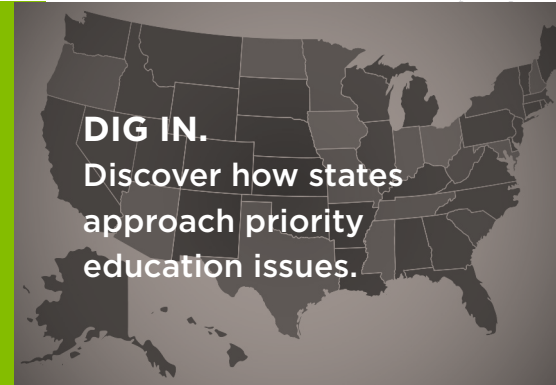 DIG IN.
Discover how states
approach priority
education issues.